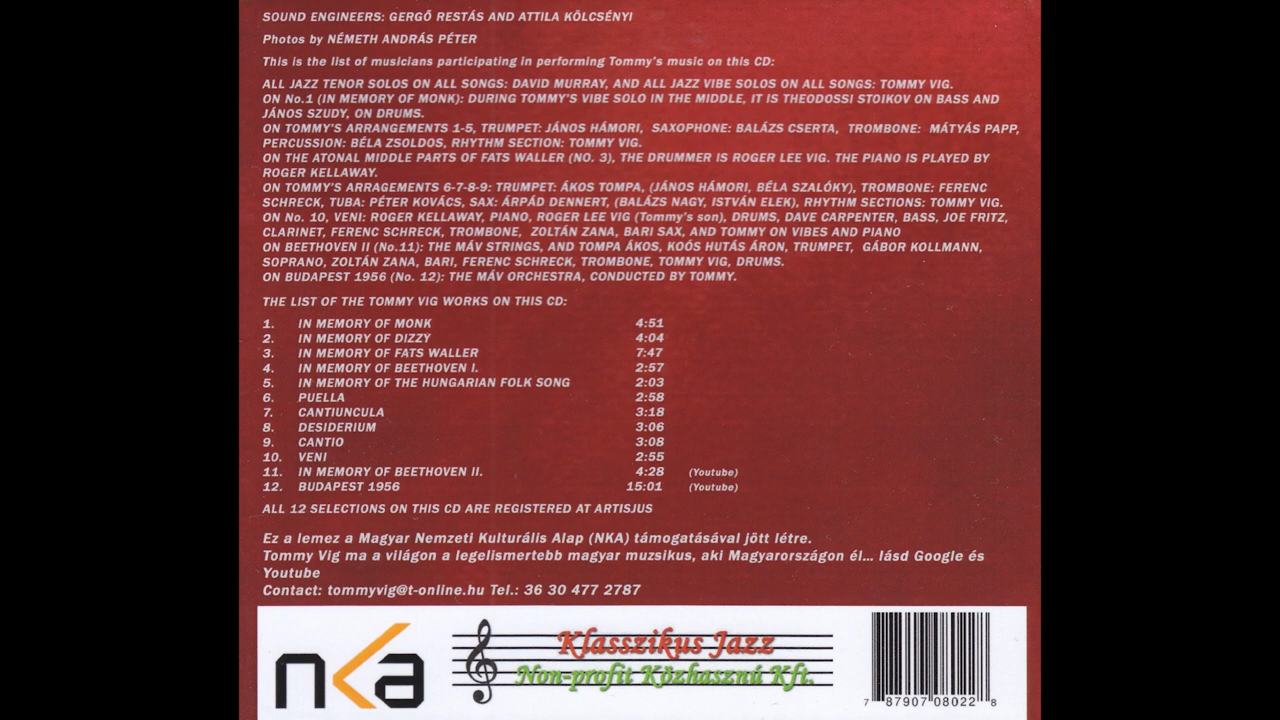 SOUND ENGINEERS: GERGŐ RESTÁS AND ATTILA KÖLCSÉNYI
Photos by NÉMETH ANDRÁS PÉTER
This is the list of musicians participating in performing Tommy's music on this CD:
ALL JAZZ TENOR SOLOS ON ALL SONGS: DAVID MURRAY, AND ALL JAZZ VIBE SOLOS ON ALL SONGS: TOMMY VIG.
ON No.1 (IN MEMORY OF MONK): DURING TOMMY'S VIBE SOLO IN THE MIDDLE, IT IS THEODOSSI STOIKOV ON BASS AND
JÁNOS SZUDY, ON DRUMS.
ON TOMMY'S ARRANGEMENTS 1-5, TRUMPET: JÁNOS HÁMORI, SAXOPHONE: BALÁZS CSERTA, TROMBONE: MÁTYÁS PAPP,
PERCUSSION: BÉLA ZSOLDOS, RHYTHM SECTION: TOMMY VIG.
ON THE ATONAL MIDDLE PARTS OF FATS WALLER (NO. 3), THE DRUMMER IS ROGER LEE VIG. THE PIANO IS PLAYED BY
ROGER KELLAWAY.
ON TOMMY'S ARRAGEMENTS 6-7-8-9: TRUMPET: ÁKOS TOMPA, (JÁNOS HÁMORI, BÉLA SZALÓKY), TROMBONE: FERENC
SCHRECK, TUBA: PÉTER KOVÁCS, SAX: ÁRPÁD DENNERT, (BALÁZS NAGY, ISTVÁN ELEK), RHYTHM SECTIONS: TOMMY VIG.
ON No. 10, VENI: ROGER KELLAWAY, PIANO, ROGER LEE VIG (Tommy's son), DRUMS, DAVE CARPENTER, BASS, JOE FRITZ,
CLARINET, FERENC SCHRECK, TROMBONE, ZOLTÁN ZANA, BARI SAX, AND TOMMY ON VIBES AND PIANO
ON BEETHOVEN II (No.11): THE MÁV STRINGS, AND TOMPA ÁKOS, KOÓS HUTÁS ÁRON, TRUMPET, GÁBOR KOLLMANN,
SOPRANO, ZOLTÁN ZANA, BARI, FERENC SCHRECK, TROMBONE, TOMMY VIG, DRUMS.
ON BUDAPEST 1956 (No. 12): THE MÁV ORCHESTRA, CONDUCTED BY TOMMY.
THE LIST OF THE TOMMY VIG WORKS ON THIS CD:
1. IN MEMORY OF MONK 4:51
2. IN MEMORY OF DIZZY 4:04
3. IN MEMORY OF FATS WALLER 7:47
4. IN MEMORY OF BEETHOVEN I. 2:57
5. IN MEMORY OF THE HUNGARIAN FOLK SONG 2:03
6. PUELLA 2:58
7. CANTIUNCULA 3:18
8. DESIDERIUM 3:06
9. CANTIO 3:08
10. VENI 2:55
11. IN MEMORY OF BEETHOVEN II. 4:28 (Youtube)
12. BUDAPEST 1956 15:01 (Youtube)
ALL 12 SELECTIONS ON THIS CD ARE REGISTERED AT ARTISJUS
Ez a lemez a Magyar Nemzeti Kulturális Alap (NKA) támogatásával jött létre.
Tommy Vig ma a világon a legelismertebb magyar muzsikus, aki Magyarországon él... lásd Google és
Youtube
Contact: tommyvig@t-online.hu Tel.: 36 30 477 2787
nka
Klasszikus Jazz
Non-profit Közhasznú Kft.
7 87907 08022 8